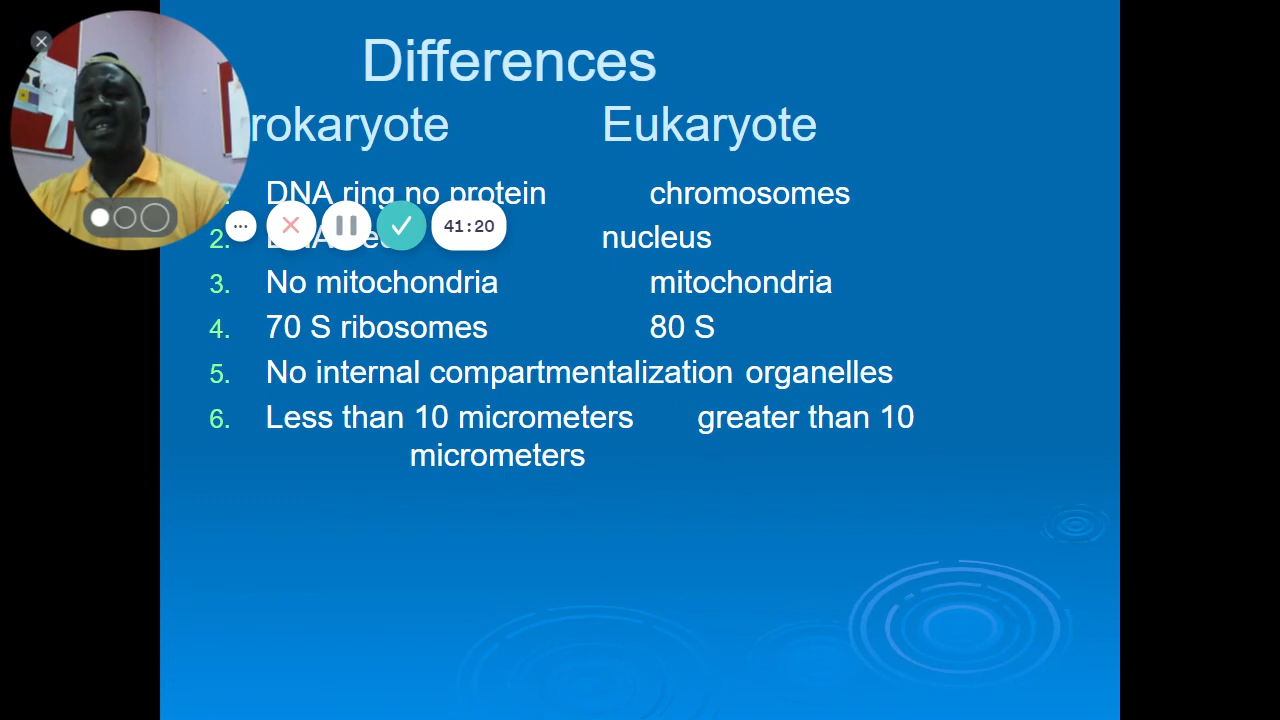 Differences
rokaryote Eukaryote
DNA ring no protein chromosomes
41:20
2. nucleus
3. No mitochondria mitochondria
4. 70 S ribosomes 80 S
5. No internal compartmentalization organelles
6. Less than 10 micrometers greater than 10
micrometers